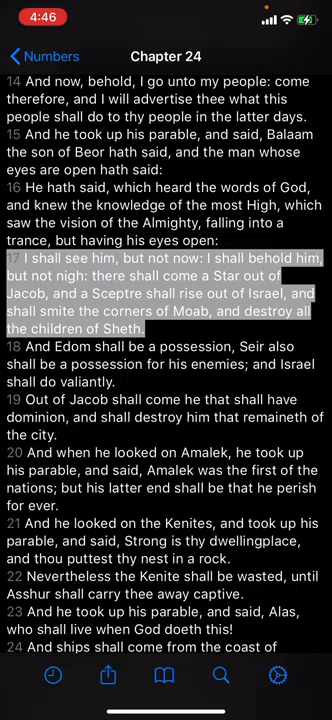 4:46
Numbers
Chapter 24
14 And now, behold, I go unto my people: come
therefore, and I will advertise thee what this
people shall do to thy people in the latter days.
15 And he took up his parable, and said, Balaam
the son of Beor hath said, and the man whose
eyes are open hath said:
16 He hath said, which heard the words of God,
and knew the knowledge of the most High, which
saw the vision of the Almighty, falling into a
trance, but having his eyes open:
17 I shall see him, but not now: I shall behold him,
but not nigh: there shall come a Star out of
Jacob, and a Sceptre shall rise out of Israel, and
shall smite the corners of Moab, and destroy all
the children of Sheth.
18 And Edom shall be a possession, Seir also
shall be a possession for his enemies; and Israel
shall do valiantly.
19 Out of Jacob shall come he that shall have
dominion, and shall destroy him that remaineth of
the city.
20 And when he looked on Amalek, he took up
his parable, and said, Amalek was the first of the
nations; but his latter end shall be that he perish
for ever.
21 And he looked on the Kenites, and took up his
parable, and said, Strong is thy dwellingplace,
and thou puttest thy nest in a rock.
22 Nevertheless the Kenite shall be wasted, until
Asshur shall carry thee away captive.
23 And he took up his parable, and said, Alas,
who shall live when God doeth this!
24 And ships shall come from the coast of